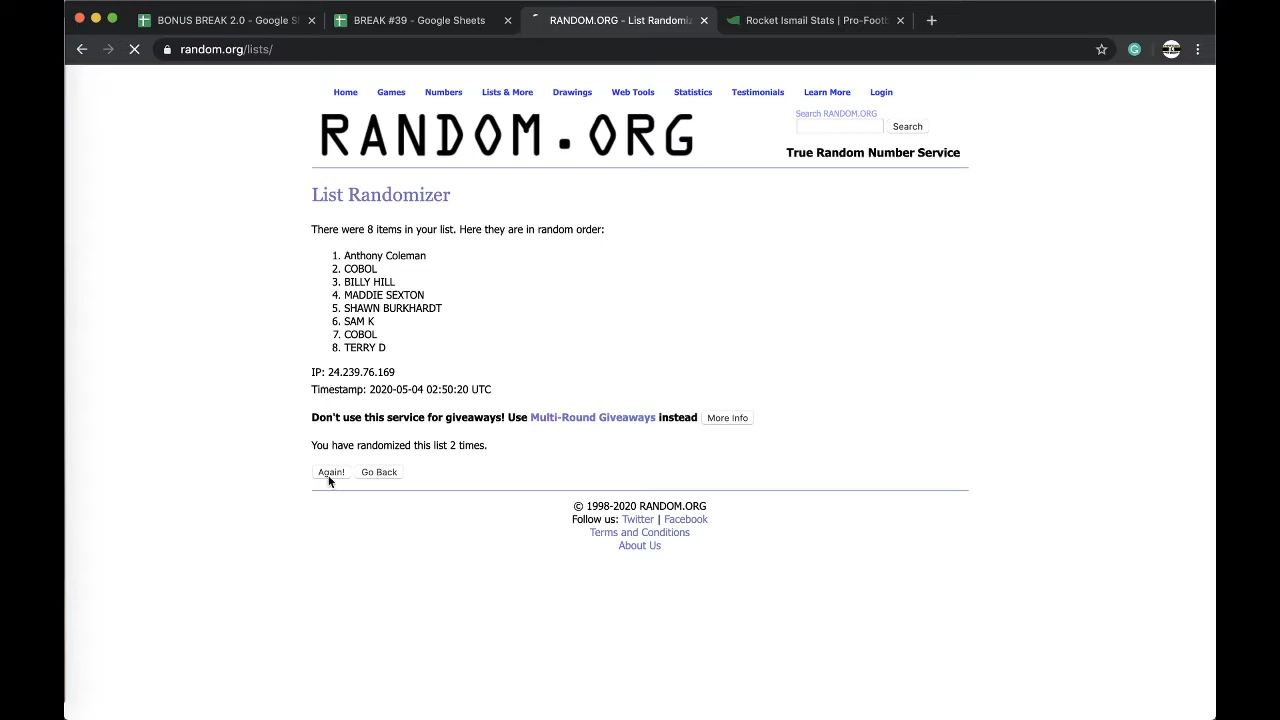 BONUS BREAK 2.0 - Google Sh
BREAK #39 - Google Sheets
RANDOM.ORG - List Randomiz
Rocket Ismail Stats | Pro-Footb
random.org/lists/
Home Games Numbers Lists & More Drawings Web Tools Statistics Testimonials Learn More Login
Search RANDOM.ORG
RANDOM.ORG
Search
True Random Number Service
List Randomizer
There were 8 items in your list. Here they are in random order:
1. Anthony Coleman
2. COBOL
3. BILLY HILL
4. MADDIE SEXTON
5. SHAWN BURKHARDT
6. SAM K
7. COBOL
8. TERRY D
IP: 24.239.76.169
Timestamp: 2020-05-04 02:50:20 UTC
Don't use this service for giveaways! Use Multi-Round Giveaways instead More Info
You have randomized this list 2 times.
Again! Go Back
© 1998-2020 RANDOM.ORG
Follow us: Twitter | Facebook
Terms and Conditions
About Us